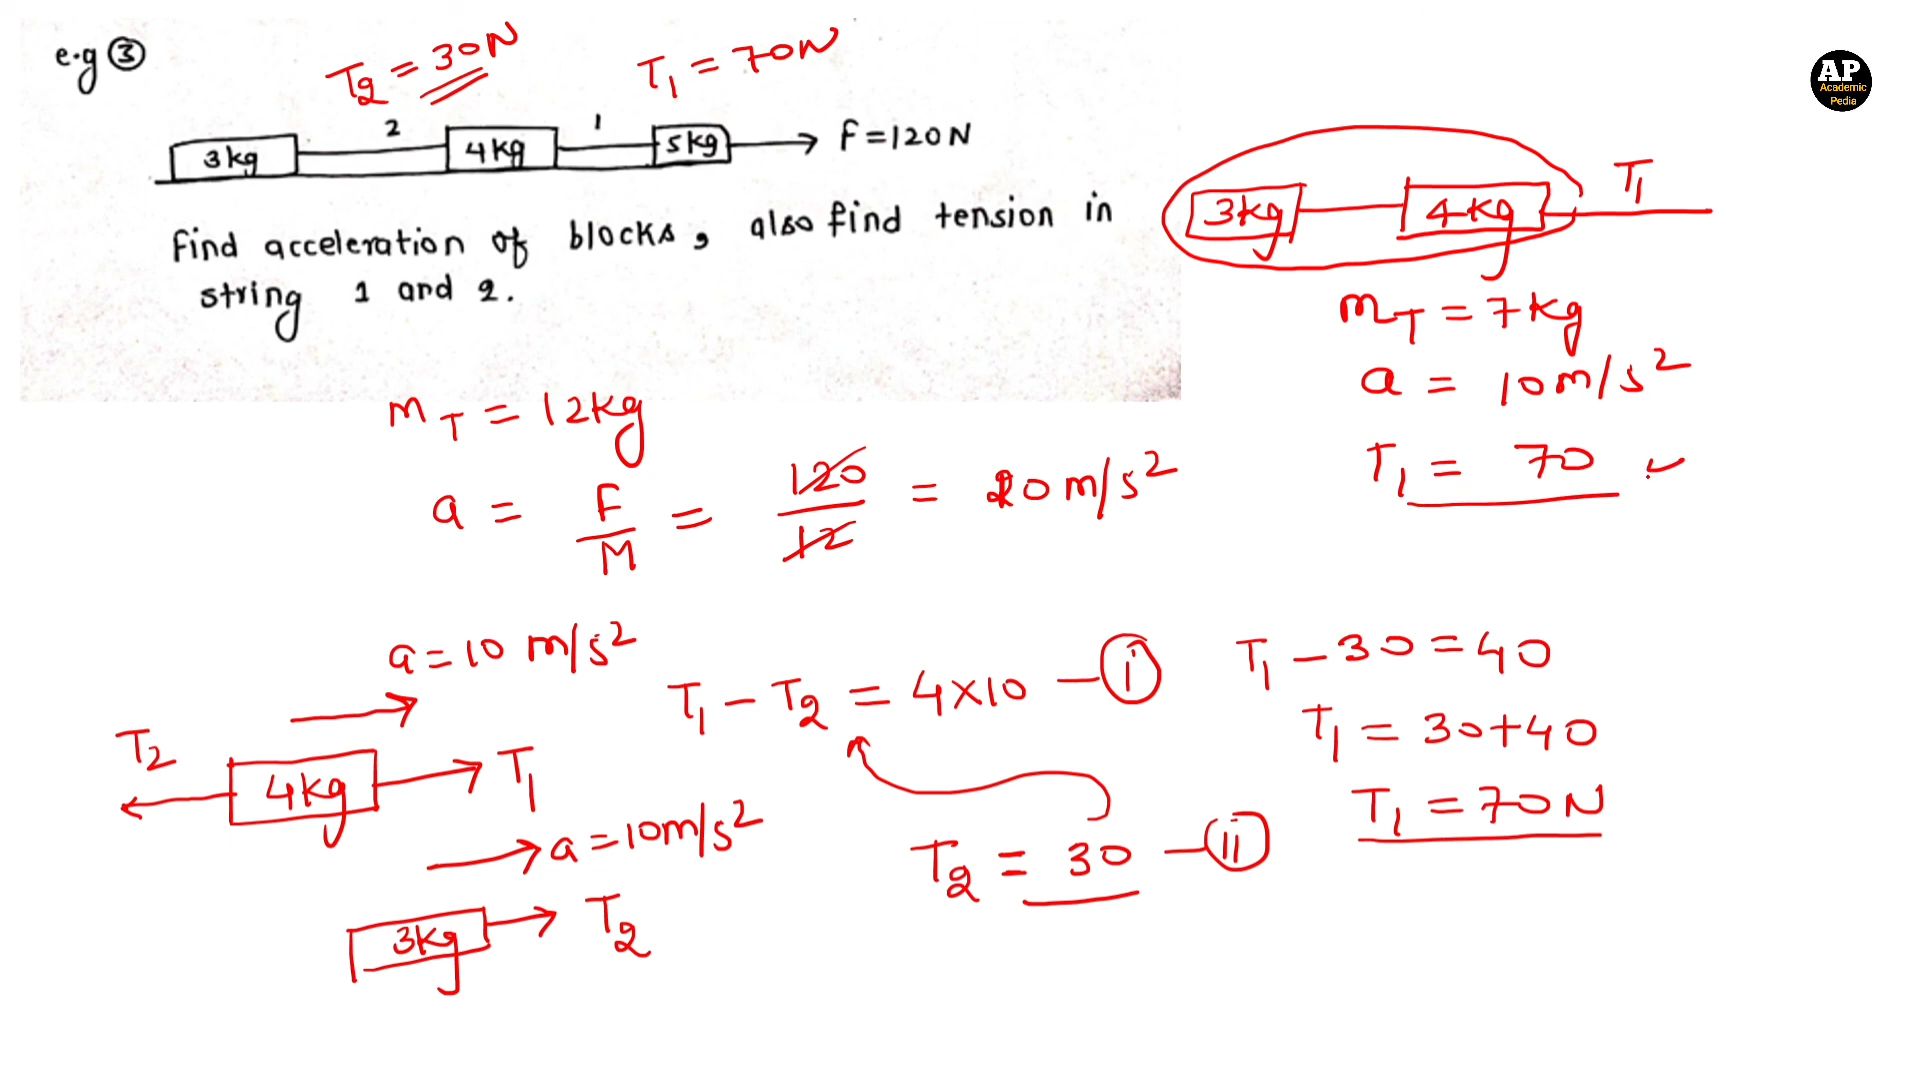 e.g ③
T₂ = 30N
T₁ = 70N
AP
Academic
Pedia
3kg
2
4kg
1
5kg
F = 120N
find acceleration of blocks, also find tension in
string 1 and 2.
3kg
4kg
T₁
m_T = 7kg
a = 10m/s²
T₁ = 70
m_T = 12kg
a = F/M = 120/12 = 10m/s²
a = 10 m/s²
T₂
4kg
T₁
T₁ - T₂ = 4×10 — (i)
T₂ = 30 — (ii)
T₁ - 30 = 40
T₁ = 30+40
T₁ = 70N
a = 10m/s²
3kg
T₂